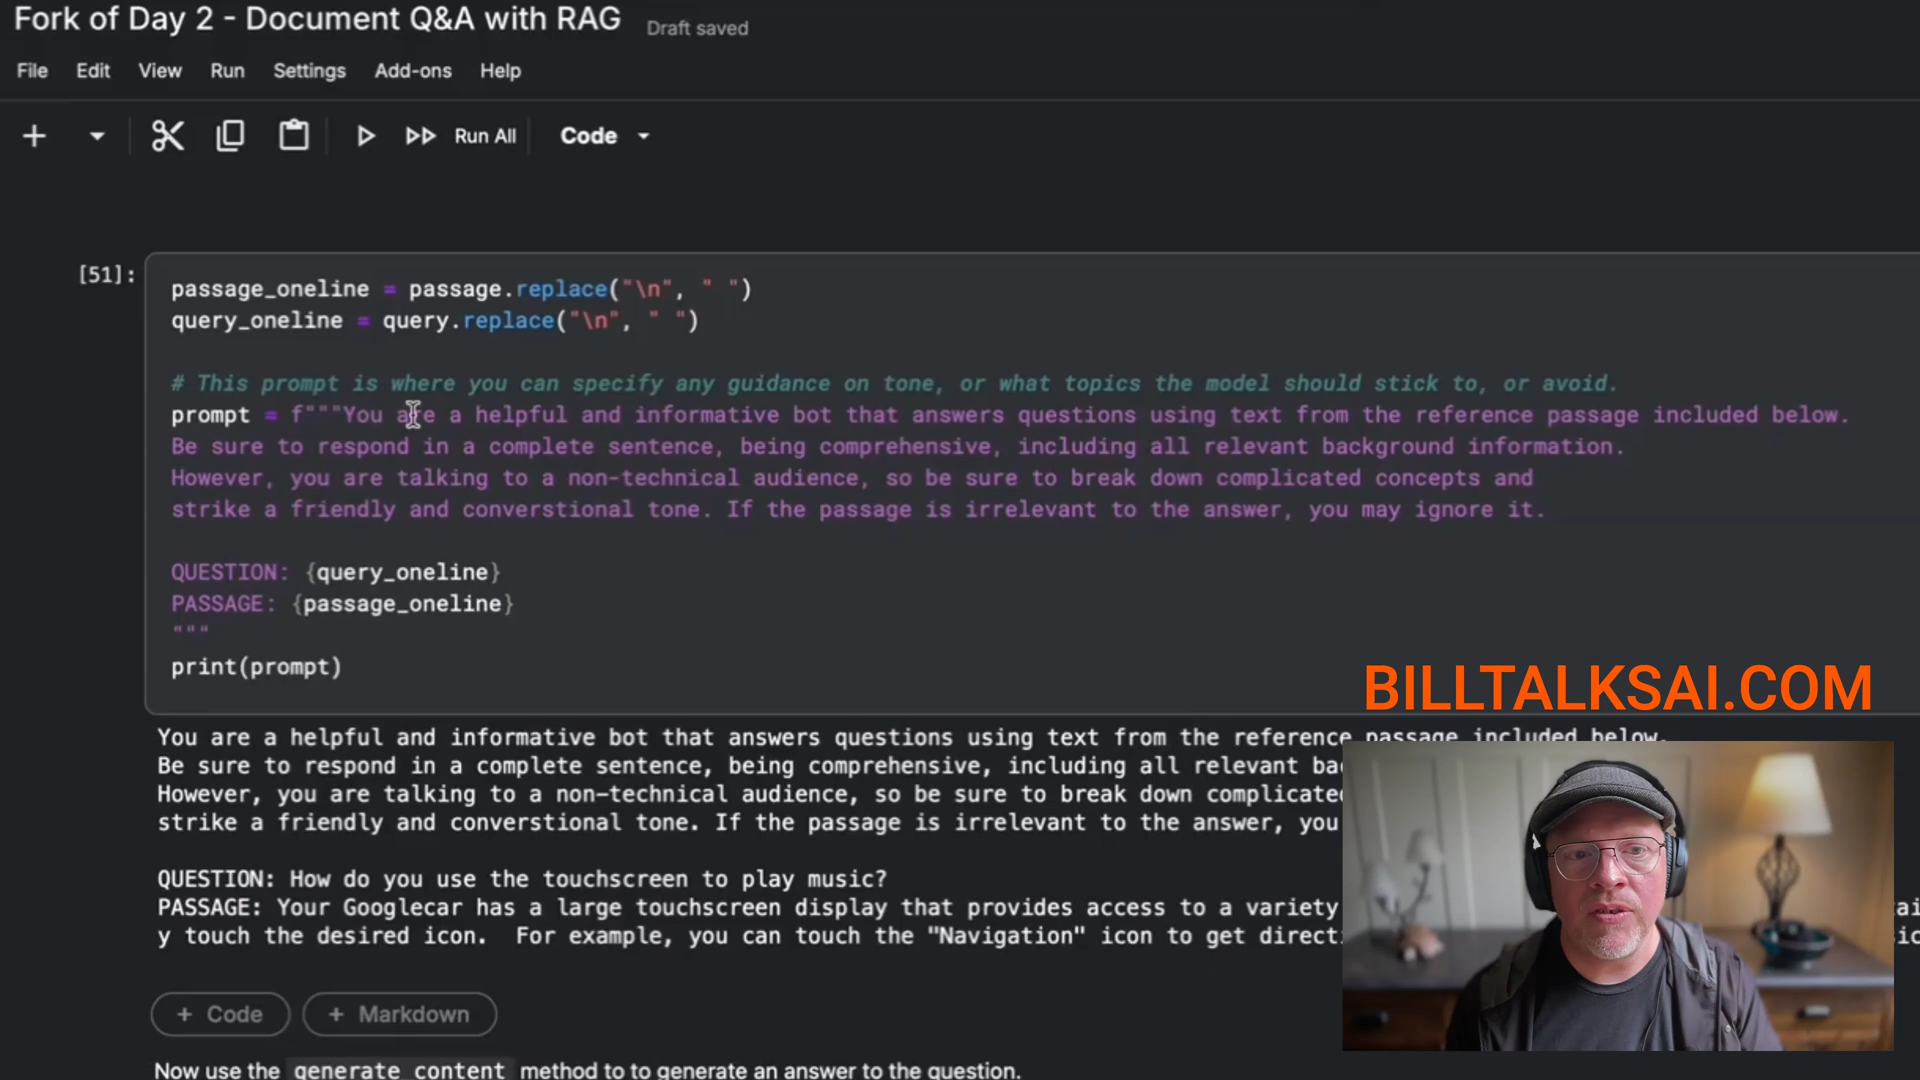 Fork of Day 2 - Document Q&A with RAG Draft saved
File Edit View Run Settings Add-ons Help
+ Run All Code
[51]:
passage_oneline = passage.replace("\n", " ")
query_oneline = query.replace("\n", " ")
# This prompt is where you can specify any guidance on tone, or what topics the model should stick to, or avoid.
prompt = f"""You are a helpful and informative bot that answers questions using text from the reference passage included below.
Be sure to respond in a complete sentence, being comprehensive, including all relevant background information.
However, you are talking to a non-technical audience, so be sure to break down complicated concepts and
strike a friendly and converstional tone. If the passage is irrelevant to the answer, you may ignore it.
QUESTION: {query_oneline}
PASSAGE: {passage_oneline}
"""
print(prompt)
BILLTALKSAI.COM
You are a helpful and informative bot that answers questions using text from the reference passage included below.
Be sure to respond in a complete sentence, being comprehensive, including all relevant
However, you are talking to a non-technical audience, so be sure to break down complicated
strike a friendly and converstional tone. If the passage is irrelevant to the answer, you
QUESTION: How do you use the touchscreen to play music?
PASSAGE: Your Googlecar has a large touchscreen display that provides access to a variety
y touch the desired icon. For example, you can touch the "Navigation" icon to get
+ Code + Markdown
Now use the generate_content method to to generate an answer to the question.